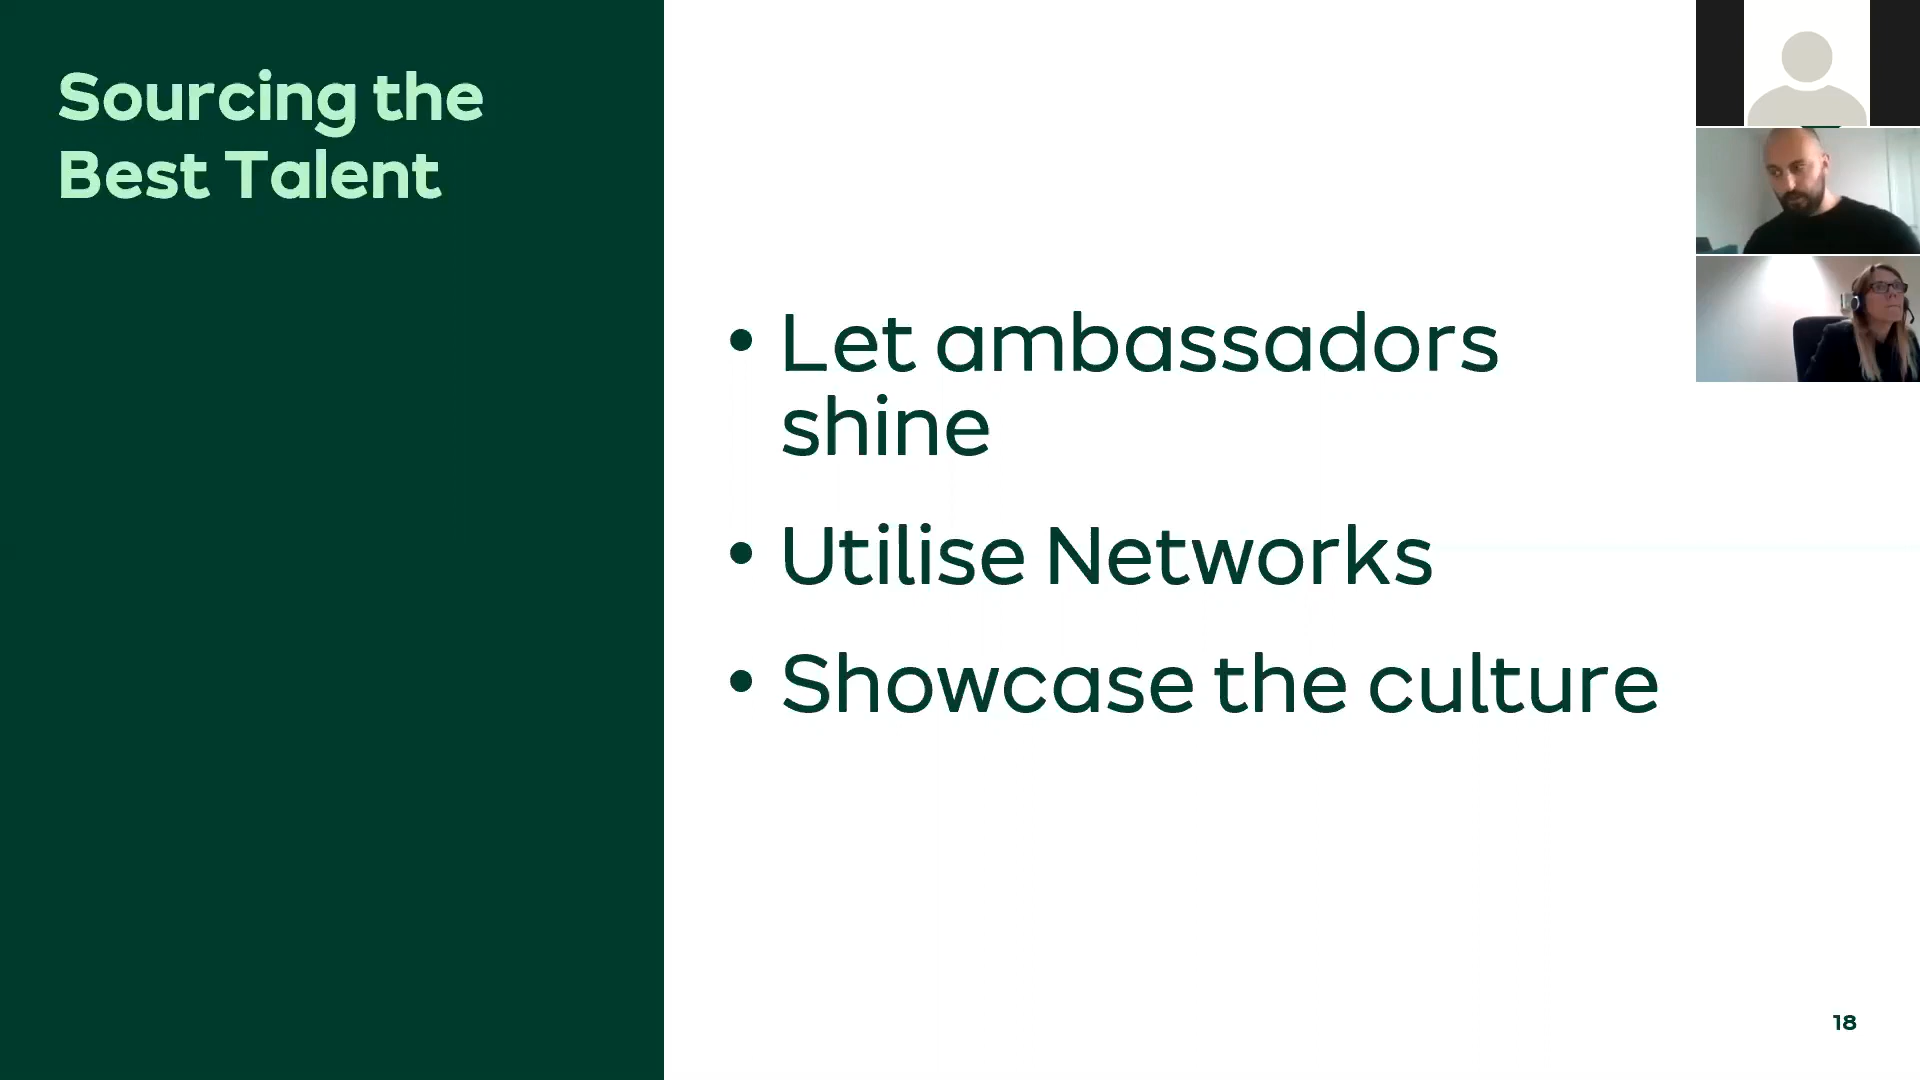 Sourcing the
Best Talent
• Let ambassadors
shine
• Utilise Networks
• Showcase the culture
18